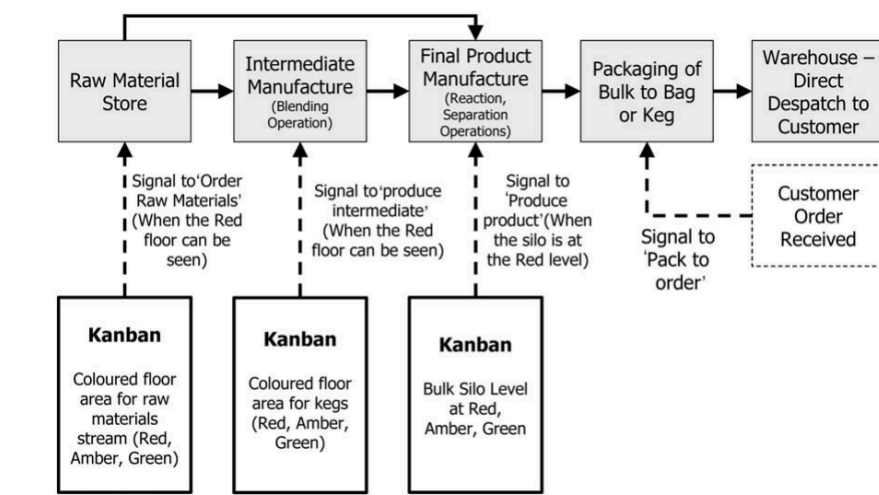 Raw Material
Store
Intermediate
Manufacture
(Blending
Operation)
Final Product
Manufacture
(Reaction,
Separation
Operations)
Packaging of
Bulk to Bag
or Keg
Warehouse –
Direct
Despatch to
Customer
Signal to‘Order
Raw Materials’
(When the Red
floor can be
seen)
Signal to‘produce
intermediate’
(When the Red
floor can be seen)
Signal to
‘Produce
product’(When
the silo is at
the Red level)
Signal to
‘Pack to
order’
Customer
Order
Received
Kanban
Coloured floor
area for raw
materials
stream (Red,
Amber, Green)
Kanban
Coloured floor
area for kegs
(Red, Amber,
Green)
Kanban
Bulk Silo Level
at Red,
Amber, Green